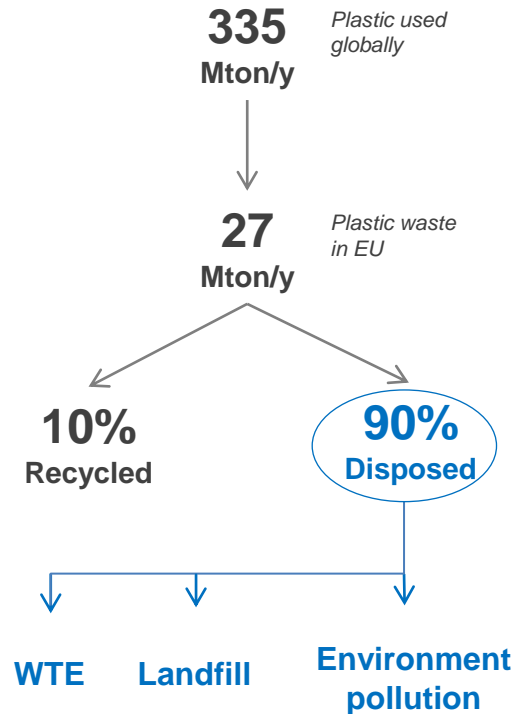 335
Mton/y
Plastic used
globally
27
Mton/y
Plastic waste
in EU
10%
Recycled
90%
Disposed
WTE
Landfill
Environment
pollution